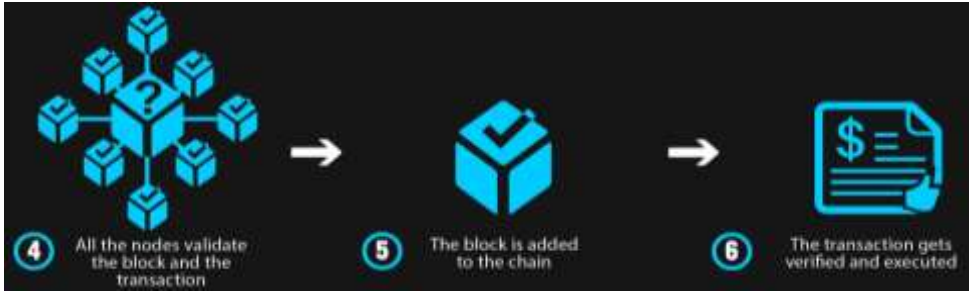 ?
$
4
All the nodes validate
the block and the
transaction
5
The block is added
to the chain
6
The transaction gets
verified and executed